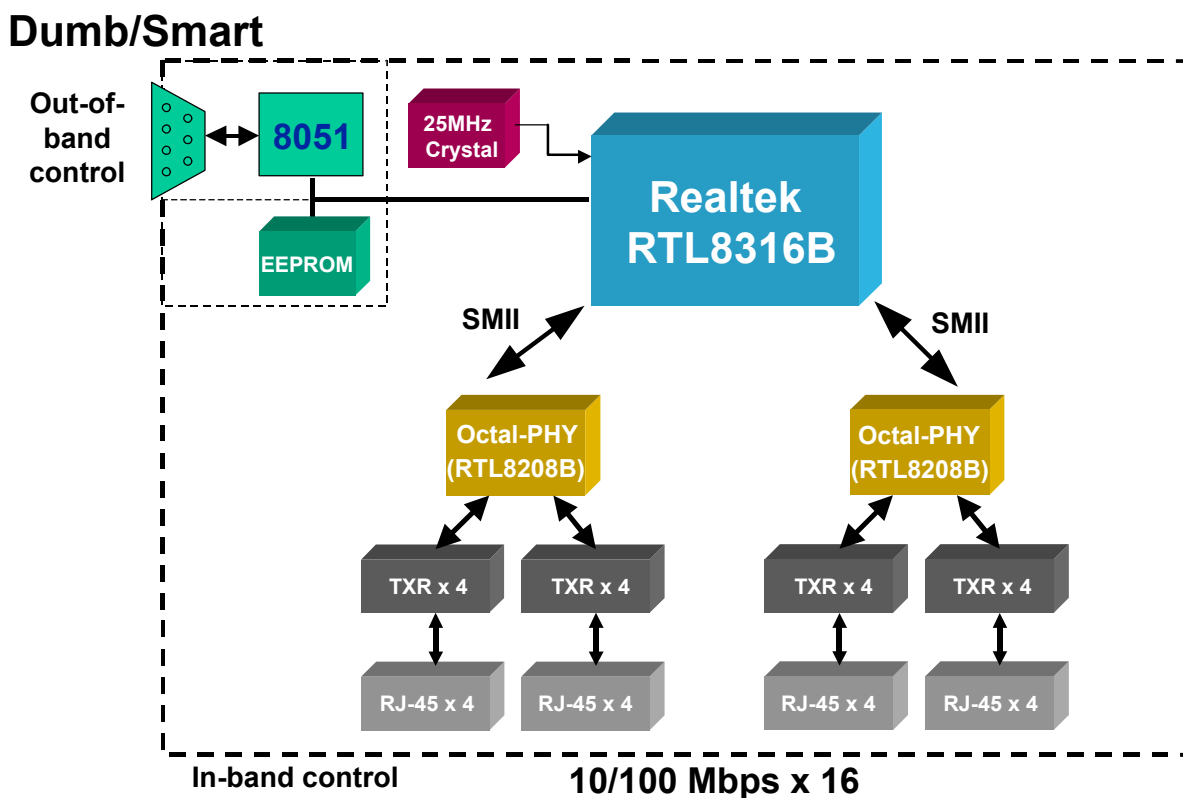 Dumb/Smart
Out-of-
band
control
8051
25MHz
Crystal
EEPROM
Realtek
RTL8316B
SMII
SMII
Octal-PHY
(RTL8208B)
Octal-PHY
(RTL8208B)
TXR x 4
TXR x 4
TXR x 4
TXR x 4
RJ-45 x 4
RJ-45 x 4
RJ-45 x 4
RJ-45 x 4
In-band control
10/100 Mbps x 16